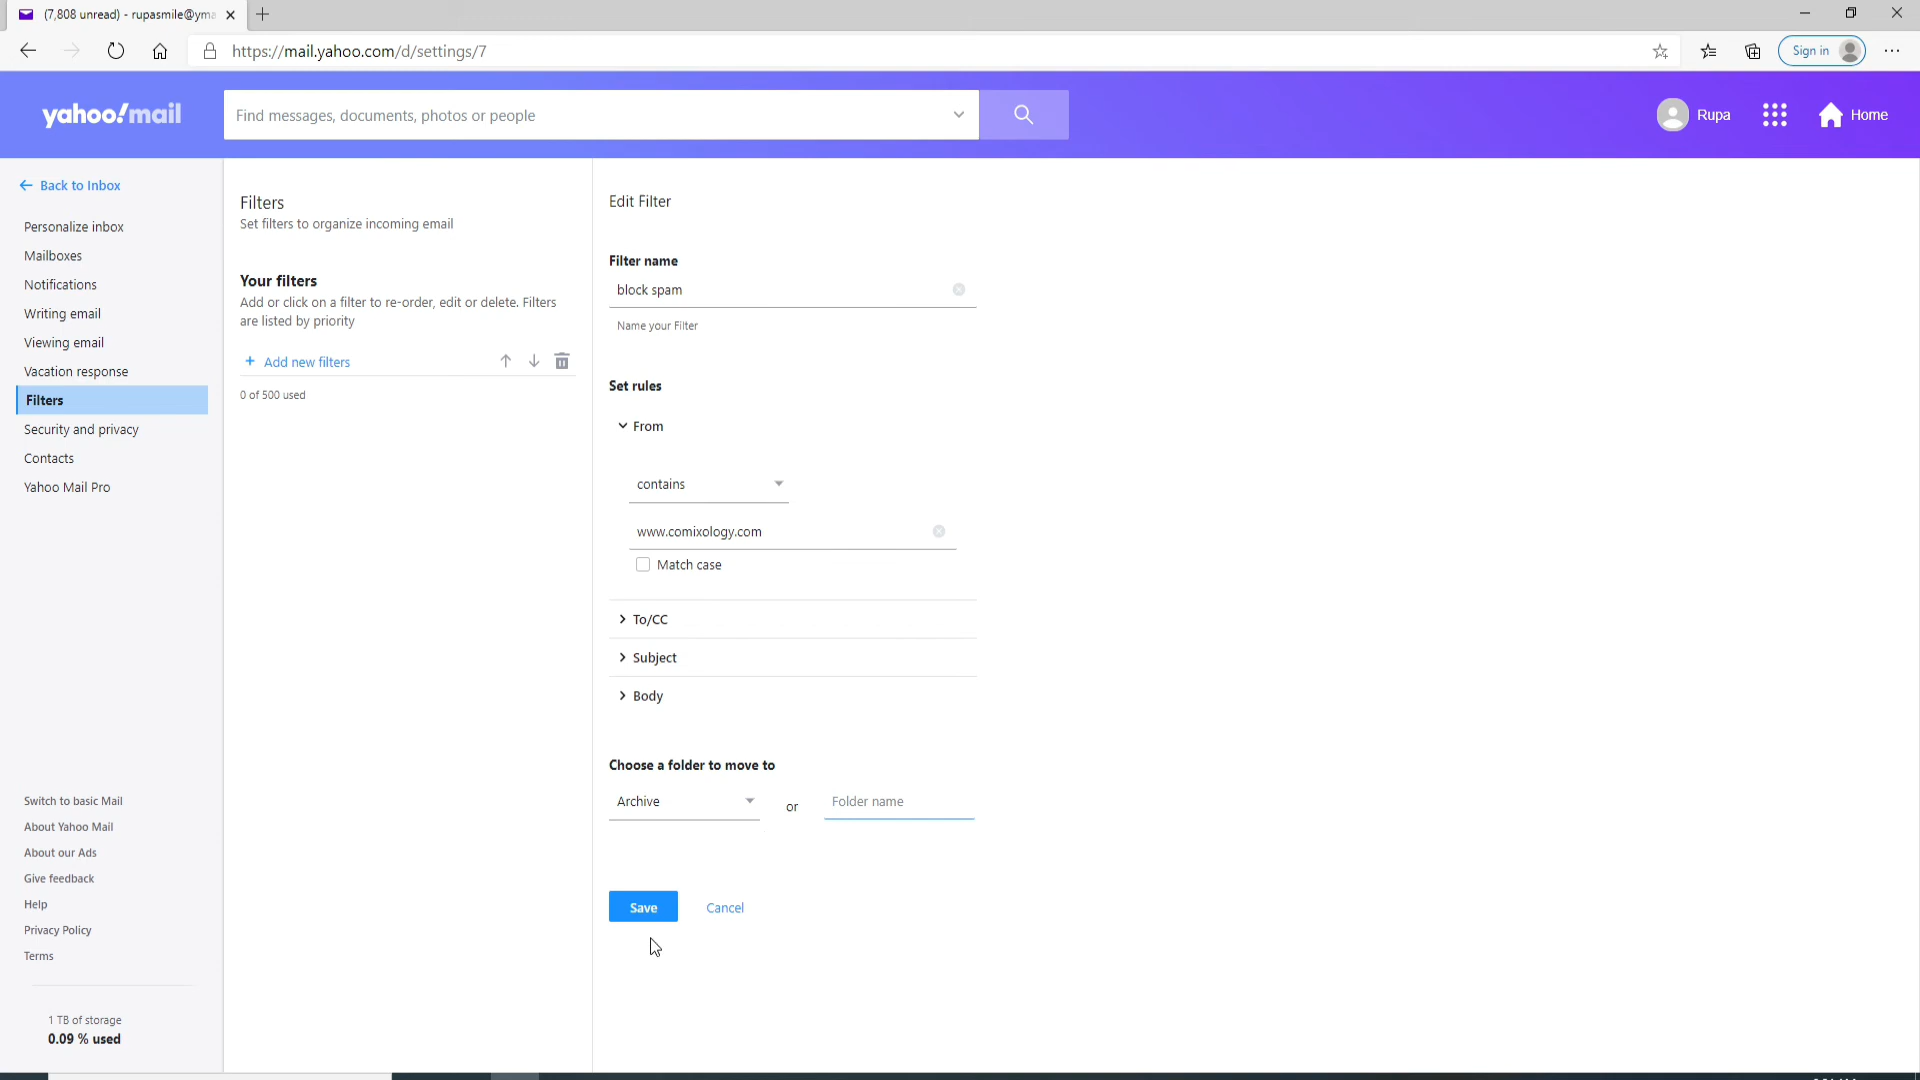 (7,808 unread) - rupasmile@yma
https://mail.yahoo.com/d/settings/7
Sign in
yahoo!mail
Find messages, documents, photos or people
Rupa
Home
Back to Inbox
Personalize inbox
Mailboxes
Notifications
Writing email
Viewing email
Vacation response
Filters
Security and privacy
Contacts
Yahoo Mail Pro
Switch to basic Mail
About Yahoo Mail
About our Ads
Give feedback
Help
Privacy Policy
Terms
1 TB of storage
0.09 % used
Filters
Set filters to organize incoming email
Your filters
Add or click on a filter to re-order, edit or delete. Filters
are listed by priority
+ Add new filters
0 of 500 used
Edit Filter
Filter name
block spam
Name your Filter
Set rules
From
contains
www.comixology.com
Match case
To/CC
Subject
Body
Choose a folder to move to
Archive
or
Folder name
Save
Cancel